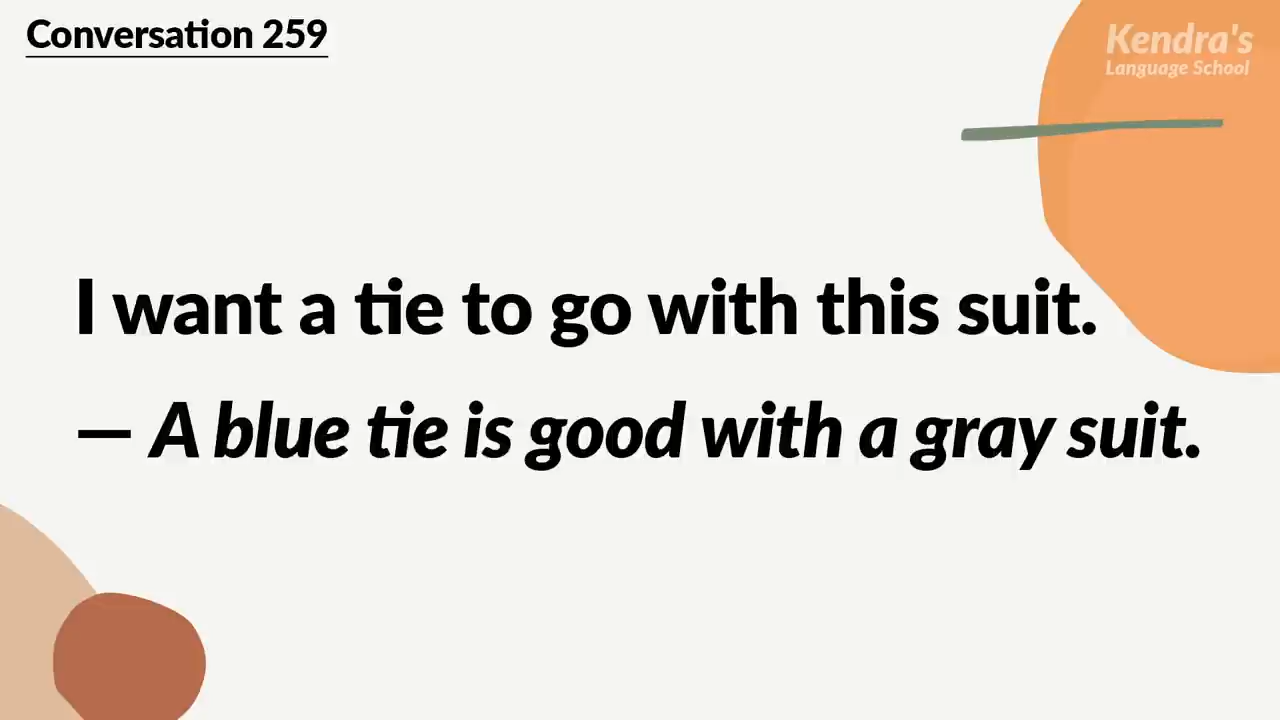 Conversation 259
Kendra's
Language School
I want a tie to go with this suit.
— A blue tie is good with a gray suit.